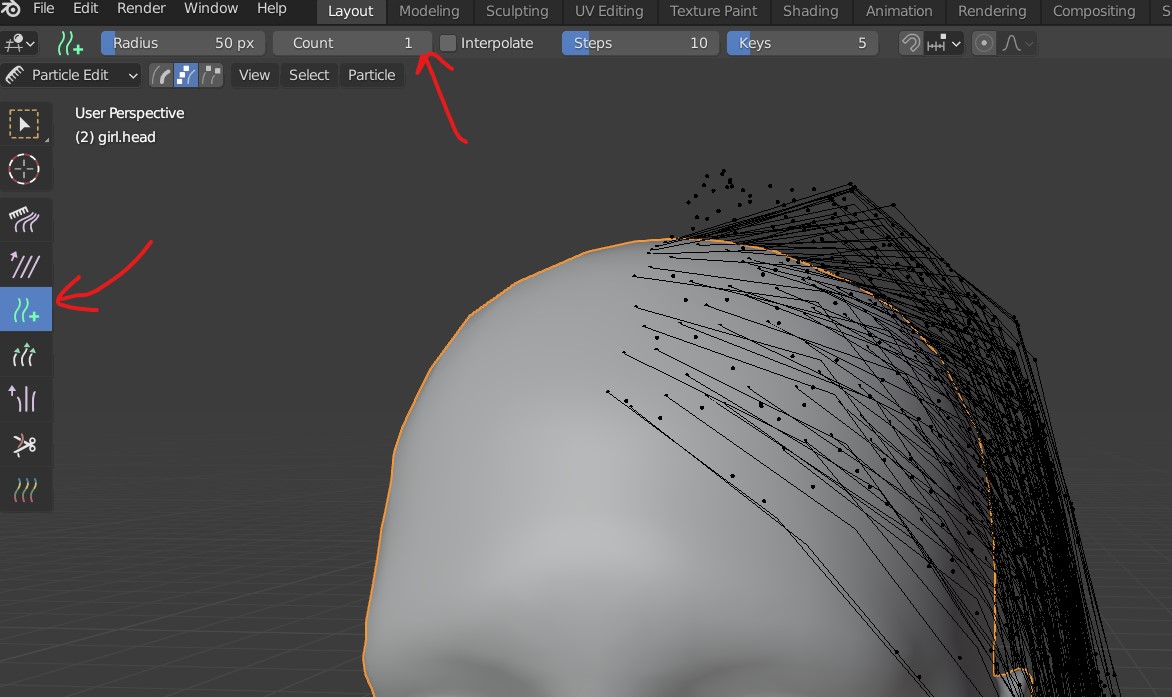 File Edit Render Window Help Layout Modeling Sculpting UV Editing Texture Paint Shading Animation Rendering Compositing S
Radius 50 px Count 1 Interpolate Steps 10 Keys 5
Particle Edit View Select Particle
User Perspective
(2) girl.head